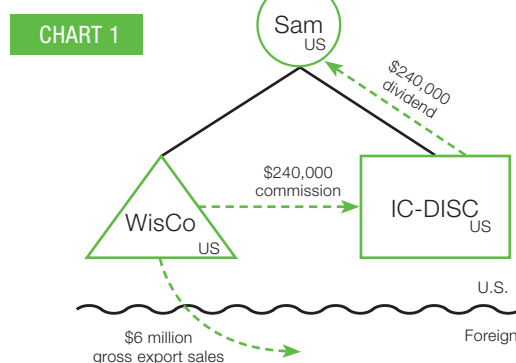 CHART 1
Sam
US
$240,000
dividend
$240,000
commission
WisCo
US
IC-DISC
US
U.S.
Foreign
$6 million
gross export sales